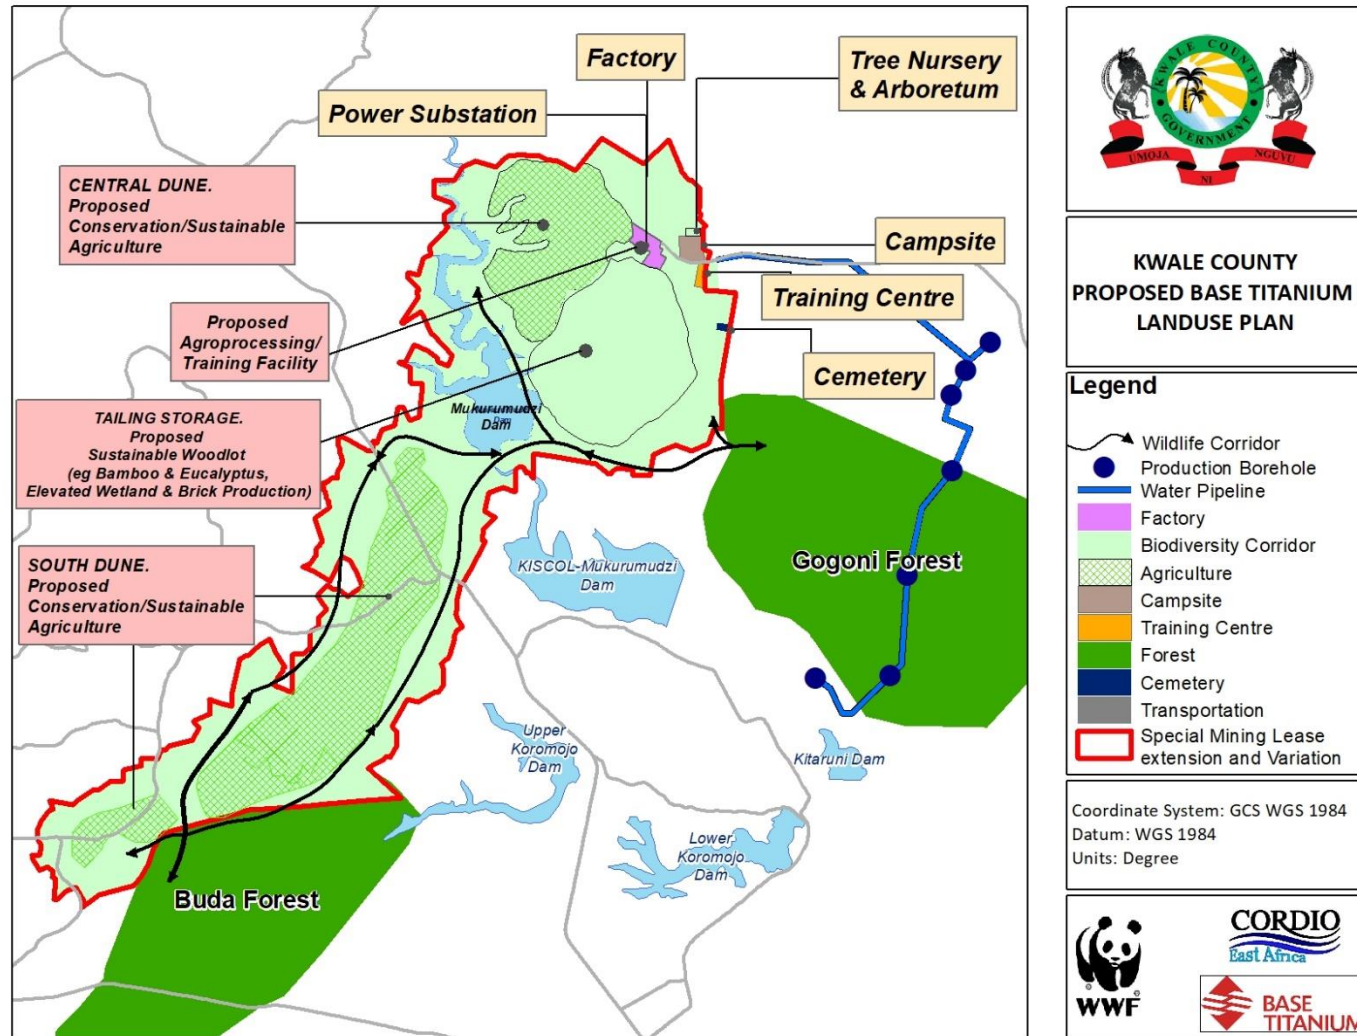 Factory
Tree Nursery
& Arboretum
Power Substation
CENTRAL DUNE.
Proposed
Conservation/Sustainable
Agriculture
Campsite
Training Centre
Proposed
Agroprocessing/
Training Facility
Cemetery
TAILING STORAGE.
Proposed
Sustainable Woodlot
(eg Bamboo & Eucalyptus,
Elevated Wetland & Brick Production)
Mukurumudzi
Dam
SOUTH DUNE.
Proposed
Conservation/Sustainable
Agriculture
KISCOL-Mukurumudzi
Dam
Gogoni Forest
Upper
Koromojo
Dam
Kitaruni Dam
Lower
Koromojo
Dam
Buda Forest
KWALE COUNTY
GOVERNMENT
UMOJA
NI
NGUVU
KWALE COUNTY
PROPOSED BASE TITANIUM
LANDUSE PLAN
Legend
Wildlife Corridor
Production Borehole
Water Pipeline
Factory
Biodiversity Corridor
Agriculture
Campsite
Training Centre
Forest
Cemetery
Transportation
Special Mining Lease
extension and Variation
Coordinate System: GCS WGS 1984
Datum: WGS 1984
Units: Degree
WWF
CORDIO
East Africa
BASE
TITANIUM